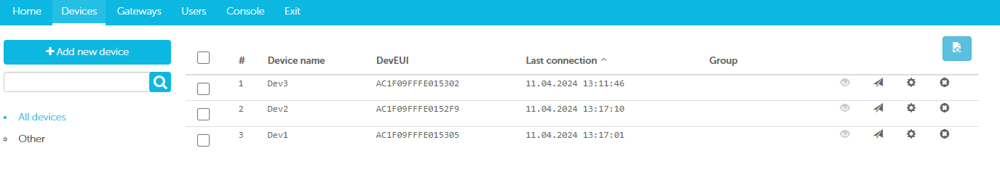 Home Devices Gateways Users Console Exit
Add new device
# Device name DevEUI Last connection Group
1 Dev3 AC1F09FFFE015302 11.04.2024 13:11:46
2 Dev2 AC1F09FFFE0152F9 11.04.2024 13:17:10
3 Dev1 AC1F09FFFE015305 11.04.2024 13:17:01
All devices
Other